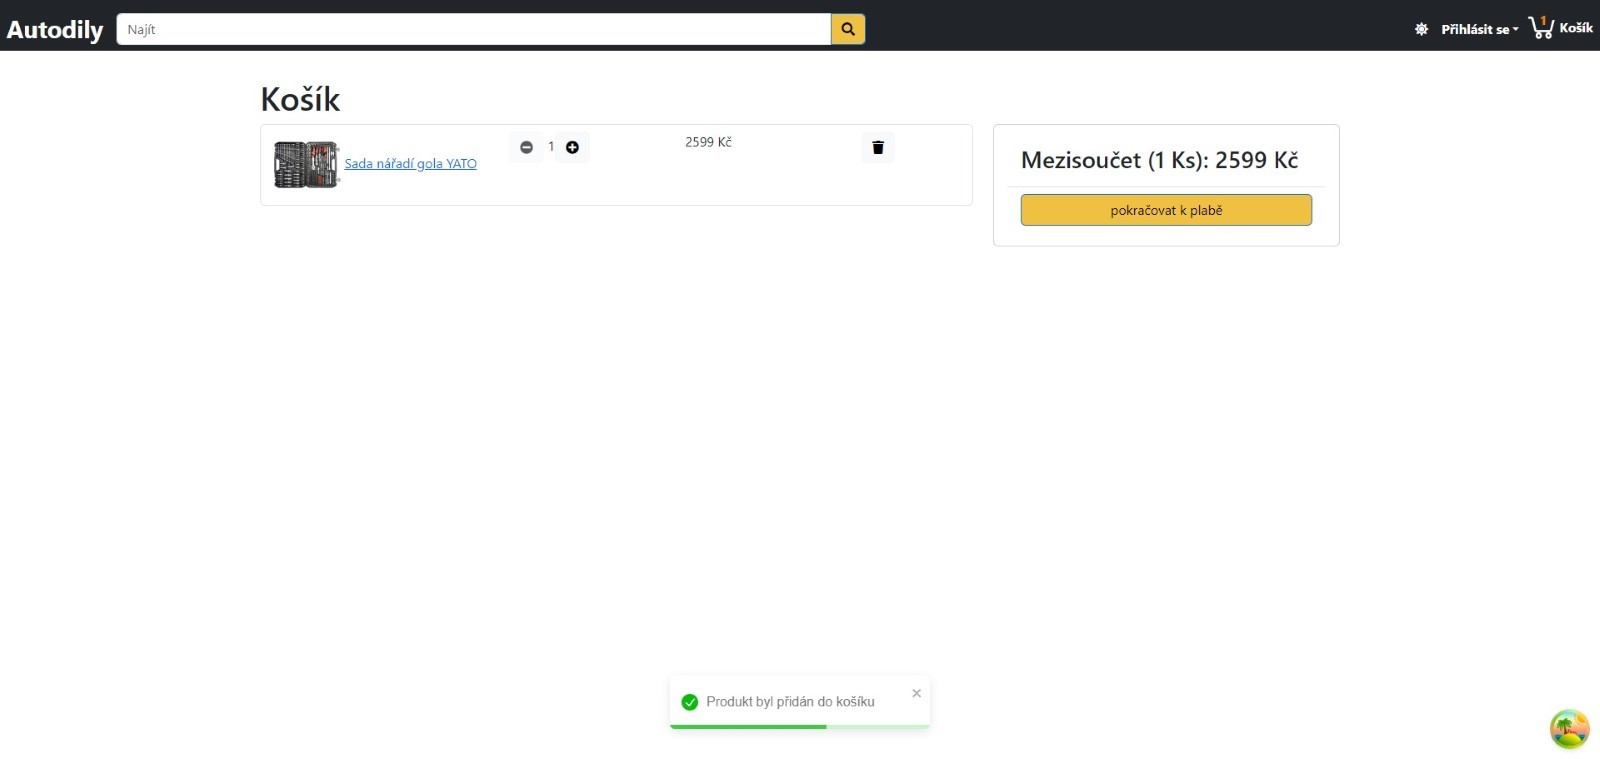 Autodily
Najít
Přihlásit se
1
Košík
Košík
Sada nářadí gola YATO
1
2599 Kč
Mezisoučet (1 Ks): 2599 Kč
pokračovat k plabě
Produkt byl přidán do košíku